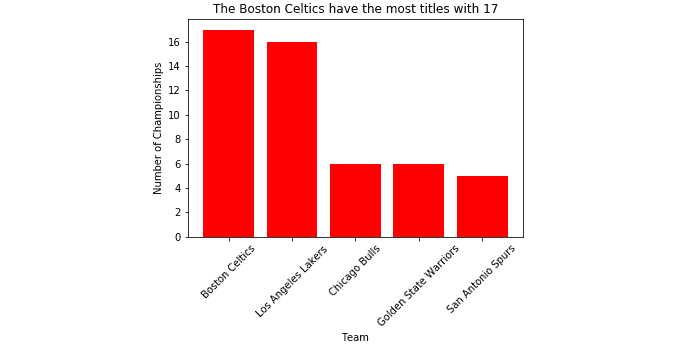 The Boston Celtics have the most titles with 17
Number of Championships
16
14
12
10
8
6
4
2
0
Boston Celtics
Los Angeles Lakers
Chicago Bulls
Golden State Warriors
San Antonio Spurs
Team